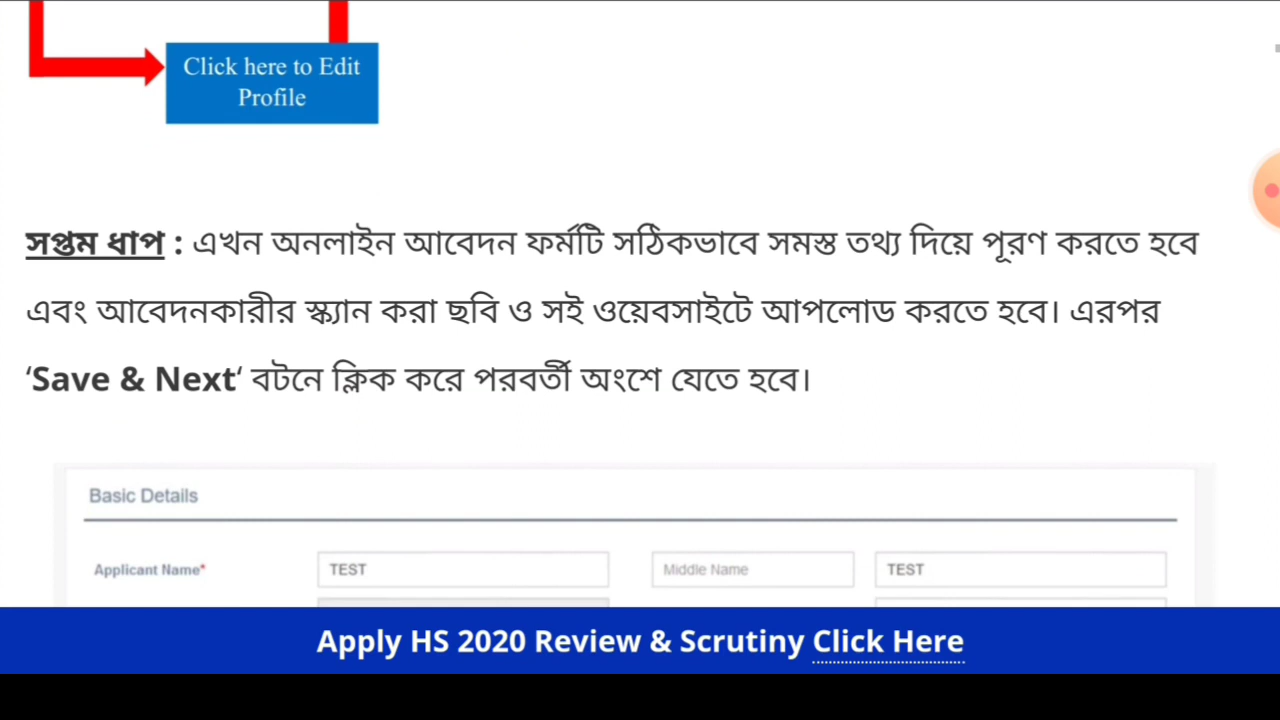 Click here to Edit
Profile
সপ্তম ধাপ : এখন অনলাইন আবেদন ফর্মটি সঠিকভাবে সমস্ত তথ্য দিয়ে পূরণ করতে হবে
এবং আবেদনকারীর স্ক্যান করা ছবি ও সই ওয়েবসাইটে আপলোড করতে হবে। এরপর
‘Save & Next‘ বটনে ক্লিক করে পরবর্তী অংশে যেতে হবে।
Basic Details
Applicant Name* TEST Middle Name TEST
Apply HS 2020 Review & Scrutiny Click Here